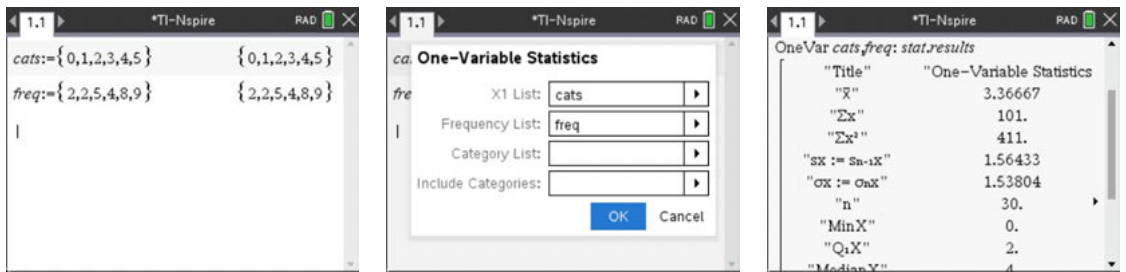 1.1 *TI-Nspire RAD
cats:={0,1,2,3,4,5} {0,1,2,3,4,5}
freq:={2,2,5,4,8,9} {2,2,5,4,8,9}
1.1 *TI-Nspire RAD
ca
fre
One-Variable Statistics
X1 List: cats
Frequency List: freq
Category List:
Include Categories:
OK Cancel
1.1 *TI-Nspire RAD
OneVar cats,freq: stat.results
"Title" "One-Variable Statistics
"x̄" 3.36667
"Σx" 101.
"Σx²" 411.
"sx := sₙ₋₁x" 1.56433
"σx := σₙx" 1.53804
"n" 30.
"MinX" 0.
"Q₁X" 2.
"MedianX" 4.